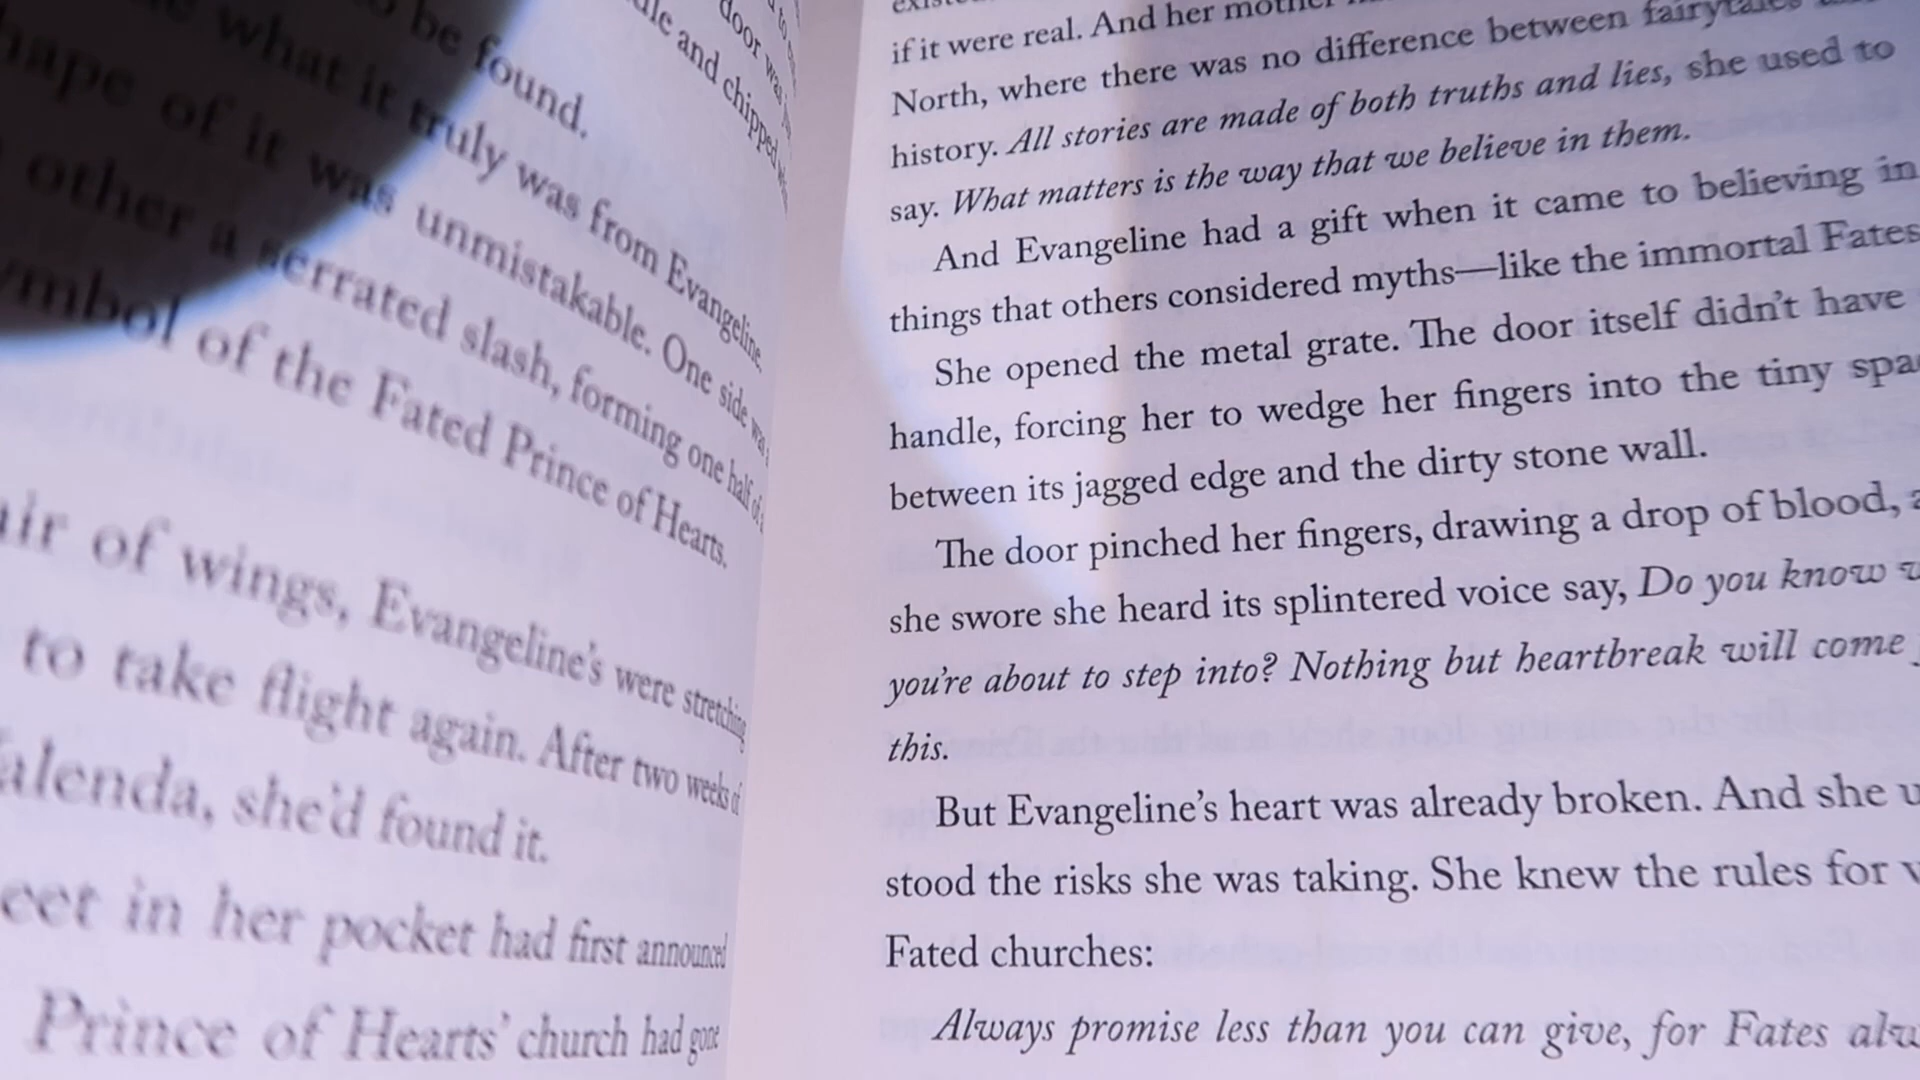 be found.
what it truly was from Evangeline.
of it was unmistakable. One side was
other a serrated slash, forming one half of a
of the Fated Prince of Hearts.
of wings, Evangeline's were stretching
to take flight again. After two weeks of
she'd found it.
in her pocket had first announced
Prince of Hearts' church had gone
and chipped
door was
if it were real. And her mother
North, where there was no difference between fairytales
history. All stories are made of both truths and lies, she used to
say. What matters is the way that we believe in them.
And Evangeline had a gift when it came to believing in
things that others considered myths—like the immortal Fates
She opened the metal grate. The door itself didn't have
handle, forcing her to wedge her fingers into the tiny
between its jagged edge and the dirty stone wall.
The door pinched her fingers, drawing a drop of blood,
she swore she heard its splintered voice say, Do you know
you're about to step into? Nothing but heartbreak will come
this.
But Evangeline's heart was already broken. And she
stood the risks she was taking. She knew the rules for
Fated churches:
Always promise less than you can give, for Fates